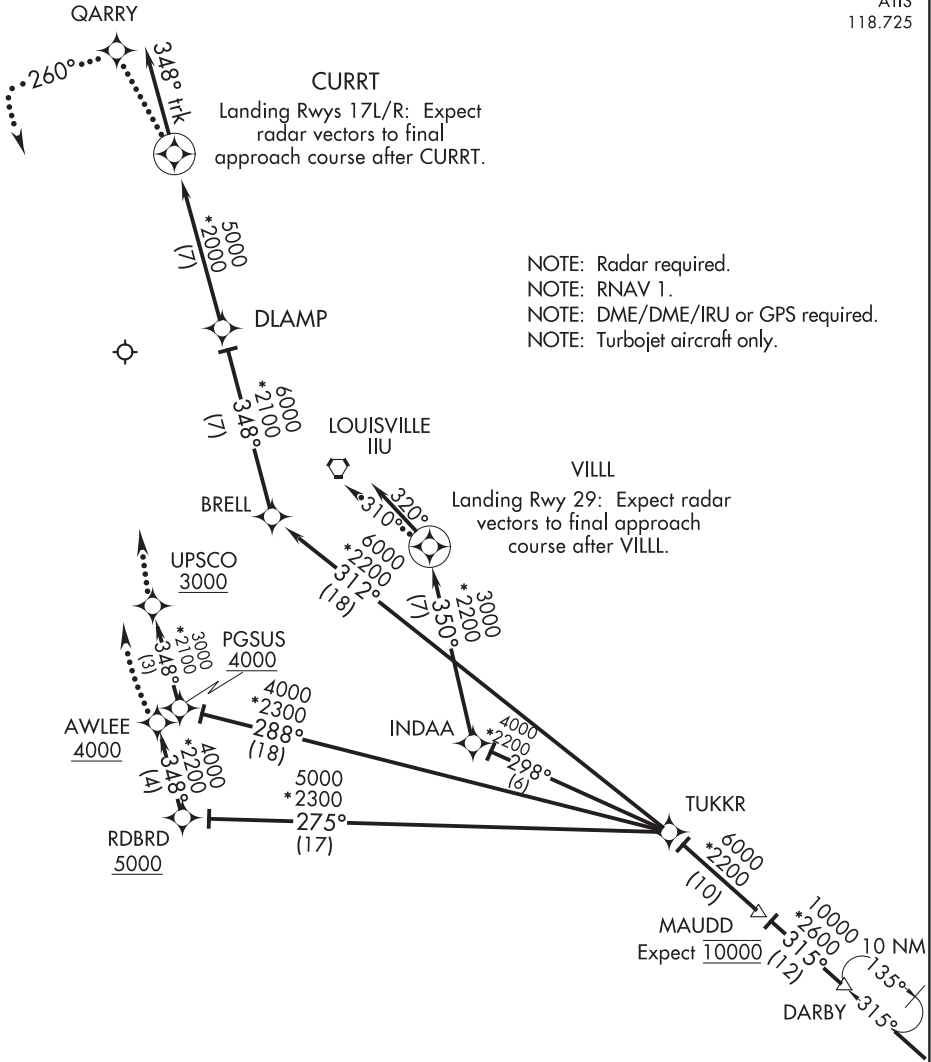 ATIS
118.725
QARRY
260°
348° trk
CURRT
Landing Rwys 17L/R: Expect
radar vectors to final
approach course after CURRT.
5000
*2000
(7)
NOTE: Radar required.
NOTE: RNAV 1.
NOTE: DME/DME/IRU or GPS required.
NOTE: Turbojet aircraft only.
DLAMP
6000
*2100
348°
(7)
LOUISVILLE
IIU
VILLL
Landing Rwy 29: Expect radar
vectors to final approach
course after VILLL.
320°
310°
BRELL
6000
*2200
312°
(18)
3000
*2200
350°
(7)
UPSCO
3000
3000
*2100
348°
(3)
PGSUS
4000
4000
*2300
288°
(18)
INDAA
4000
*2200
298°
(6)
AWLEE
4000
4000
*2200
348°
(4)
5000
*2300
275°
(17)
RDBRD
5000
TUKKR
6000
*2200
(10)
MAUDD
Expect 10000
10000
*2600
315°
(12)
10 NM
135°
DARBY
315°